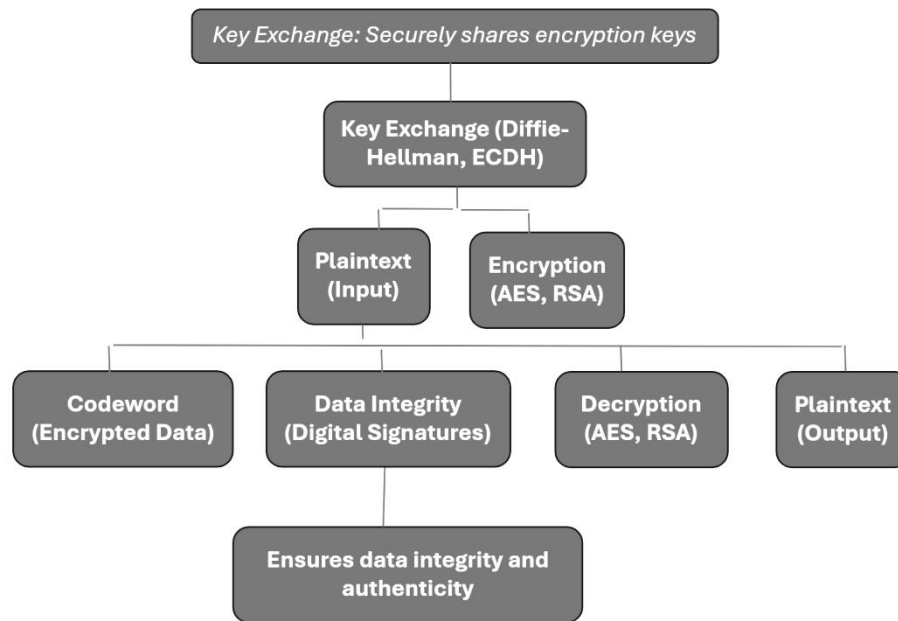 Key Exchange: Securely shares encryption keys
Key Exchange (Diffie-
Hellman, ECDH)
Plaintext
(Input)
Encryption
(AES, RSA)
Codeword
(Encrypted Data)
Data Integrity
(Digital Signatures)
Decryption
(AES, RSA)
Plaintext
(Output)
Ensures data integrity and
authenticity